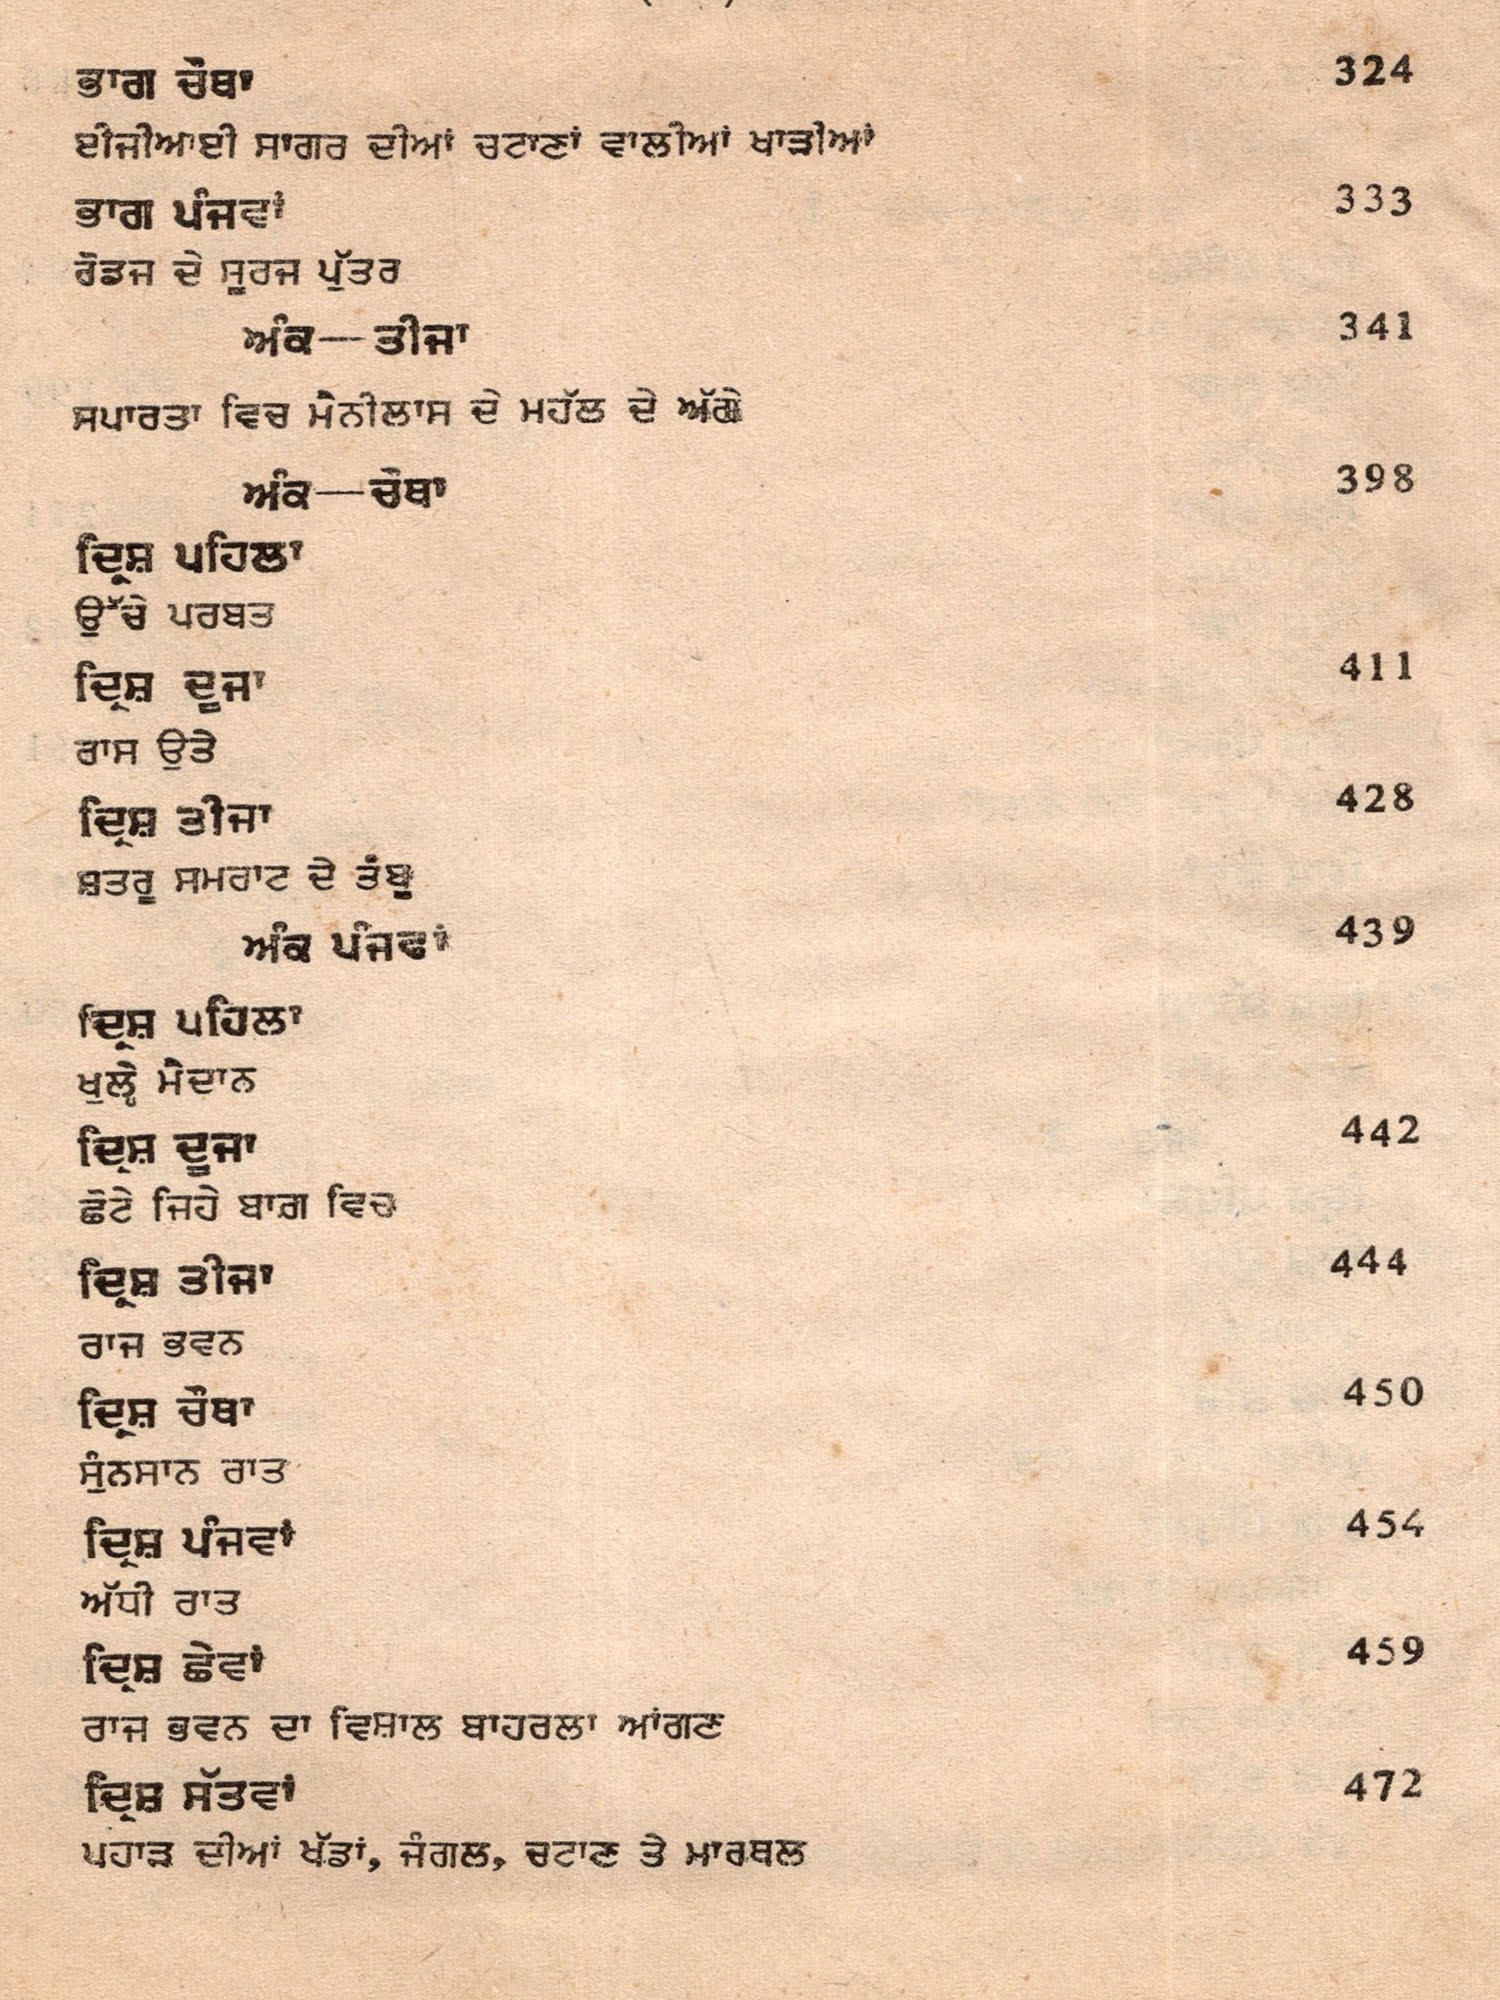 ਭਾਗ ਚੌਥਾ 324
ਈਜੀਆਈ ਸਾਗਰ ਦੀਆਂ ਚਟਾਣਾਂ ਵਾਲੀਆਂ ਖਾੜੀਆਂ
ਭਾਗ ਪੰਜਵਾਂ 333
ਰੌਡਜ ਦੇ ਸੂਰਜ ਪੁੱਤਰ
ਅੰਕ—ਤੀਜਾ 341
ਸਪਾਰਤਾ ਵਿਚ ਮੈਨੀਲਾਸ ਦੇ ਮਹੱਲ ਦੇ ਅੱਗੇ
ਅੰਕ—ਚੌਥਾ 398
ਦ੍ਰਿਸ਼ ਪਹਿਲਾ
ਉੱਚੇ ਪਰਬਤ
ਦ੍ਰਿਸ਼ ਦੂਜਾ 411
ਰਾਸ ਉਤੇ
ਦ੍ਰਿਸ਼ ਤੀਜਾ 428
ਸ਼ਤਰੂ ਸਮਰਾਟ ਦੇ ਤੰਬੂ
ਅੰਕ ਪੰਜਵਾਂ 439
ਦ੍ਰਿਸ਼ ਪਹਿਲਾ
ਖੁਲ੍ਹੇ ਮੈਦਾਨ
ਦ੍ਰਿਸ਼ ਦੂਜਾ 442
ਛੋਟੇ ਜਿਹੇ ਬਾਗ਼ ਵਿਚ
ਦ੍ਰਿਸ਼ ਤੀਜਾ 444
ਰਾਜ ਭਵਨ
ਦ੍ਰਿਸ਼ ਚੌਥਾ 450
ਸੁੰਨਸਾਨ ਰਾਤ
ਦ੍ਰਿਸ਼ ਪੰਜਵਾਂ 454
ਅੱਧੀ ਰਾਤ
ਦ੍ਰਿਸ਼ ਛੇਵਾਂ 459
ਰਾਜ ਭਵਨ ਦਾ ਵਿਸ਼ਾਲ ਬਾਹਰਲਾ ਆਂਗਣ
ਦ੍ਰਿਸ਼ ਸੱਤਵਾਂ 472
ਪਹਾੜ ਦੀਆਂ ਖੱਡਾਂ, ਜੰਗਲ, ਚਟਾਣ ਤੇ ਮਾਰਥਲ